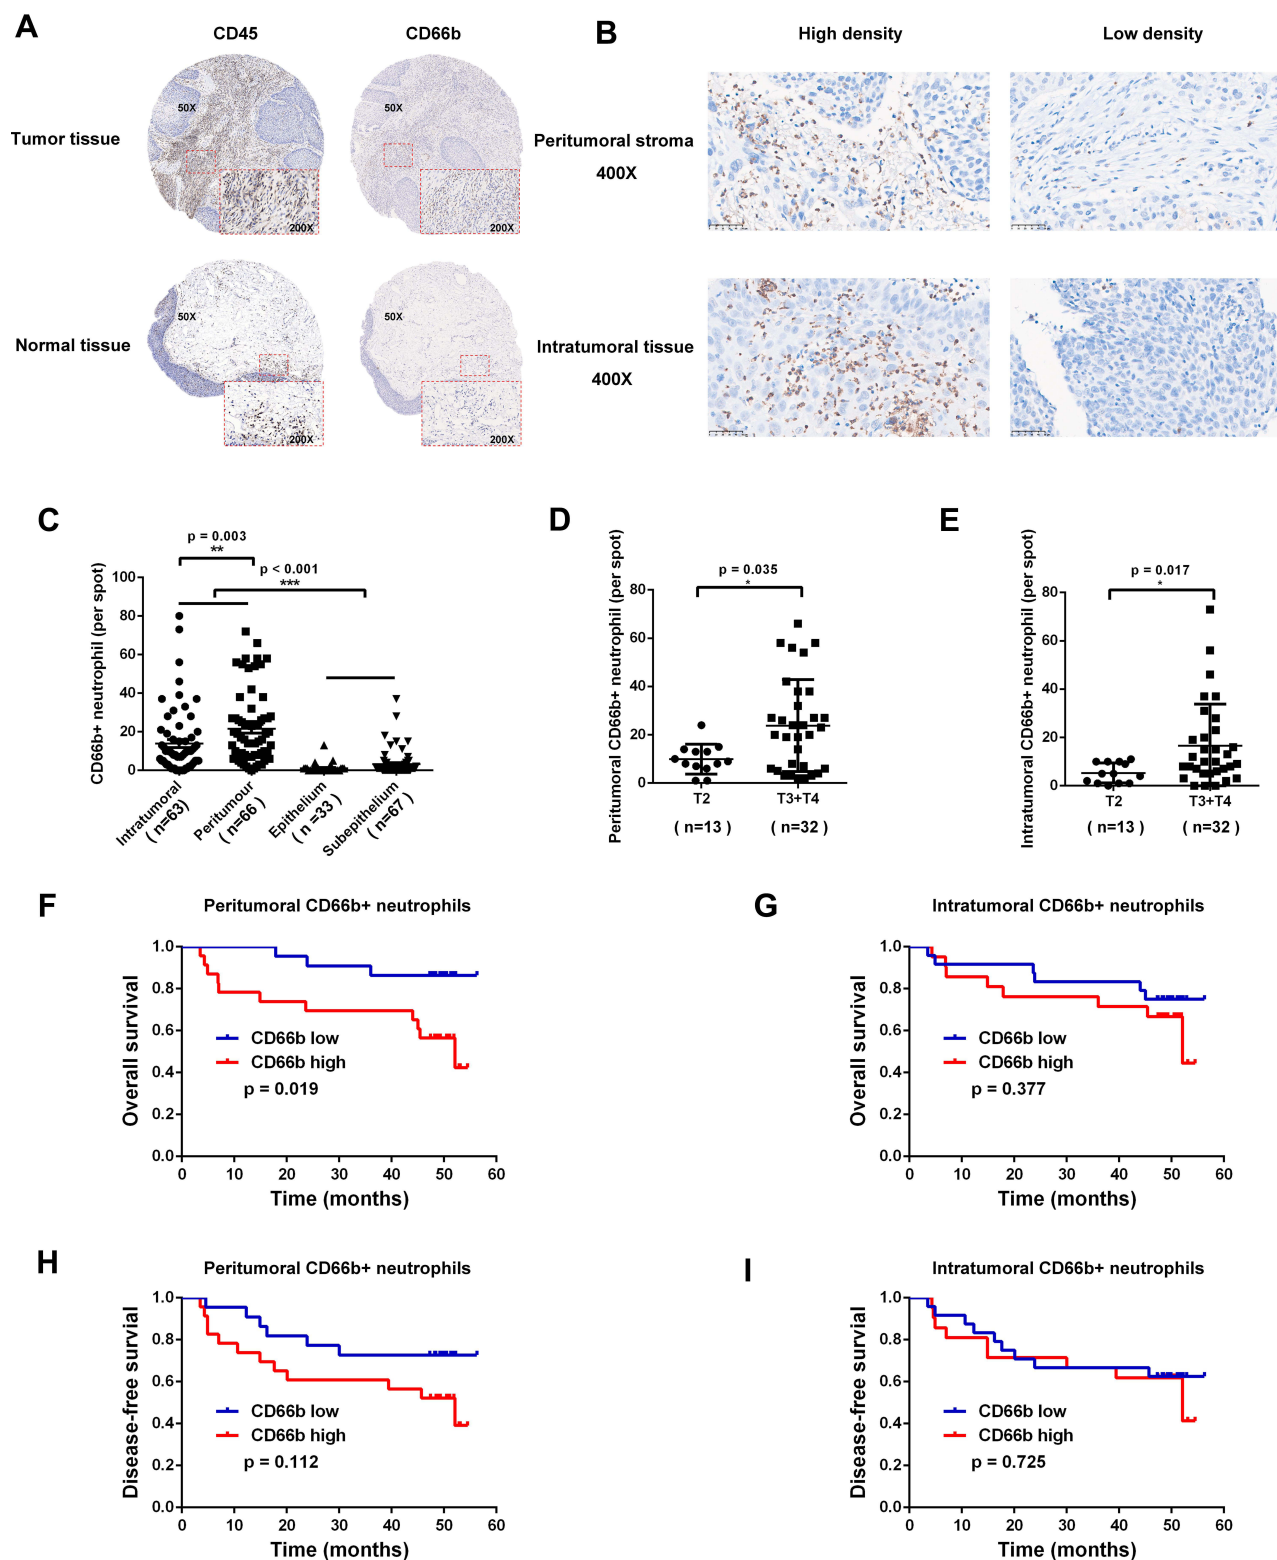 A
CD45
CD66b
Tumor tissue
50X
200X
50X
200X
Normal tissue
50X
200X
50X
200X
B
High density
Low density
Peritumoral stroma
400X
Intratumoral tissue
400X
C
p = 0.003
**
p < 0.001
***
CD66b+ neutrophil (per spot)
100
80
60
40
20
0
Intratumoral
( n=63)
Peritumour
( n=66 )
Epithelium
( n =33 )
Subepithelium
( n=67 )
D
p = 0.035
*
Peritumoral CD66b+ neutrophil (per spot)
80
60
40
20
0
T2
T3+T4
( n=13 )
( n=32 )
E
p = 0.017
*
Intratumoral CD66b+ neutrophil (per spot)
80
60
40
20
0
T2
T3+T4
( n=13 )
( n=32 )
F
Peritumoral CD66b+ neutrophils
Overall survival
1.0
0.8
0.6
0.4
0.2
0.0
CD66b low
CD66b high
p = 0.019
0 10 20 30 40 50 60
Time (months)
G
Intratumoral CD66b+ neutrophils
Overall survival
1.0
0.8
0.6
0.4
0.2
0.0
CD66b low
CD66b high
p = 0.377
0 10 20 30 40 50 60
Time (months)
H
Peritumoral CD66b+ neutrophils
Disease-free survival
1.0
0.8
0.6
0.4
0.2
0.0
CD66b low
CD66b high
p = 0.112
0 10 20 30 40 50 60
Time (months)
I
Intratumoral CD66b+ neutrophils
Disease-free survival
1.0
0.8
0.6
0.4
0.2
0.0
CD66b low
CD66b high
p = 0.725
0 10 20 30 40 50 60
Time (months)